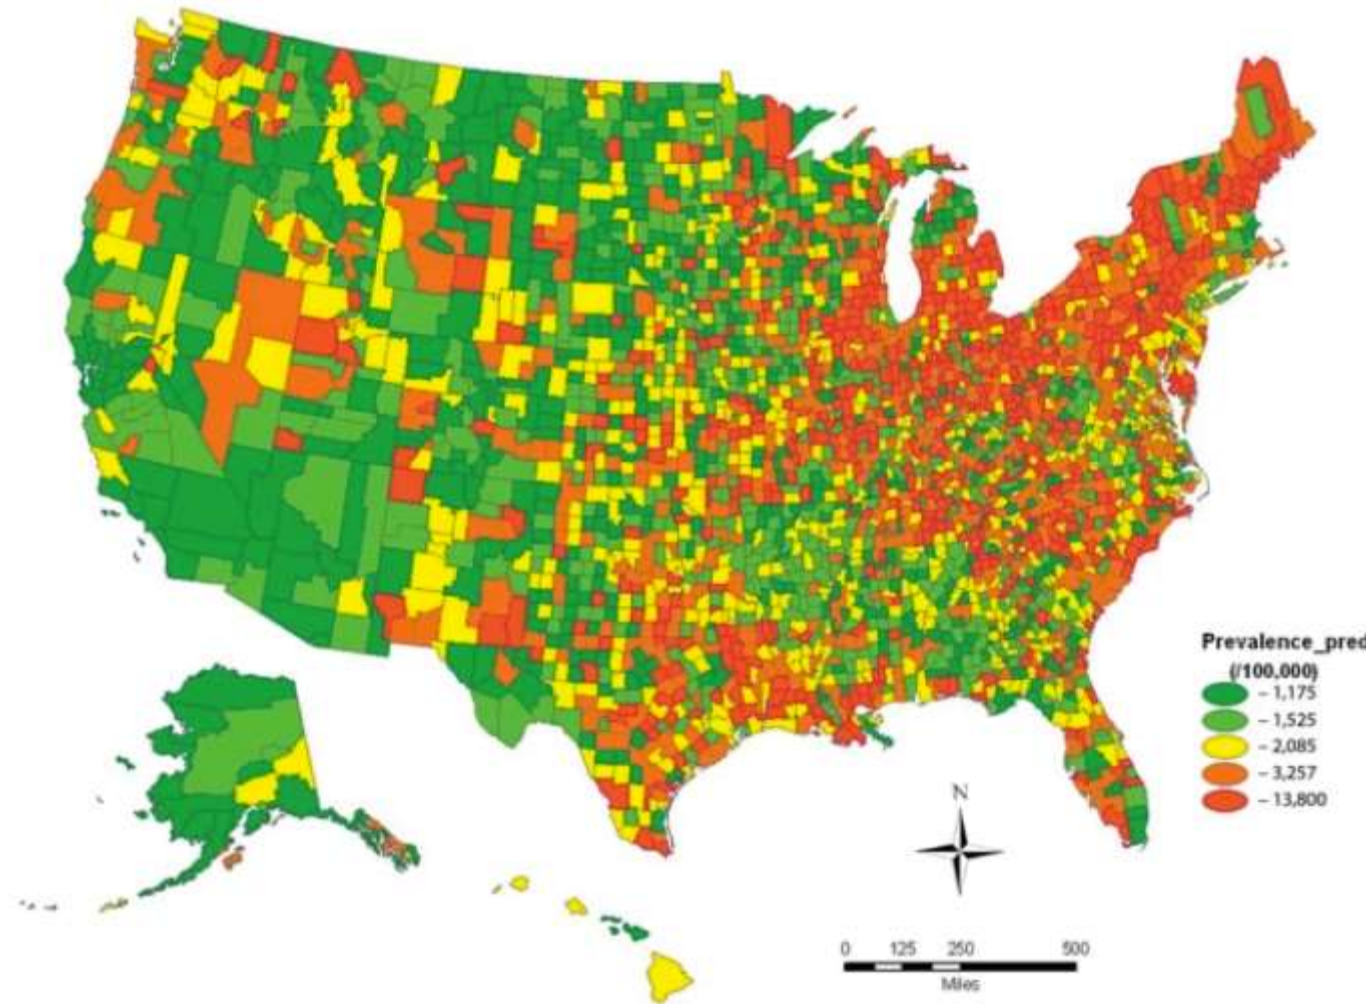 Prevalence_pred
(/100,000)
– 1,175
– 1,525
– 2,085
– 3,257
– 13,800
N
0 125 250 500
Miles